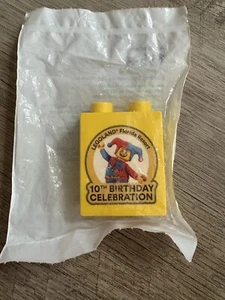 LEGOLAND® Florida Resort
10TH BIRTHDAY
CELEBRATION